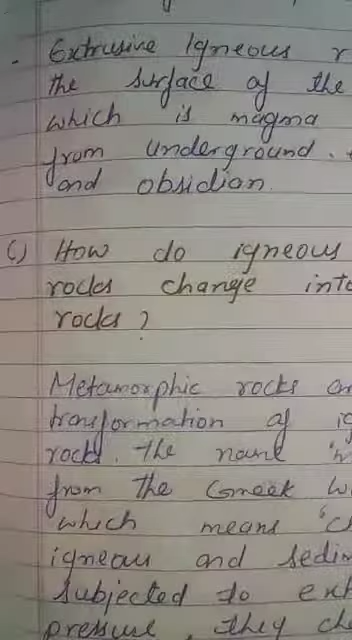 Extrusive Igneous
the surface of the
which is magma
from underground.
and obsidian.
c) How do igneous
rocks change into
rocks?
Metamorphic rocks
transformation of
rocks. The name
from the Greek
which means
igneous and
subjected to
pressure, they